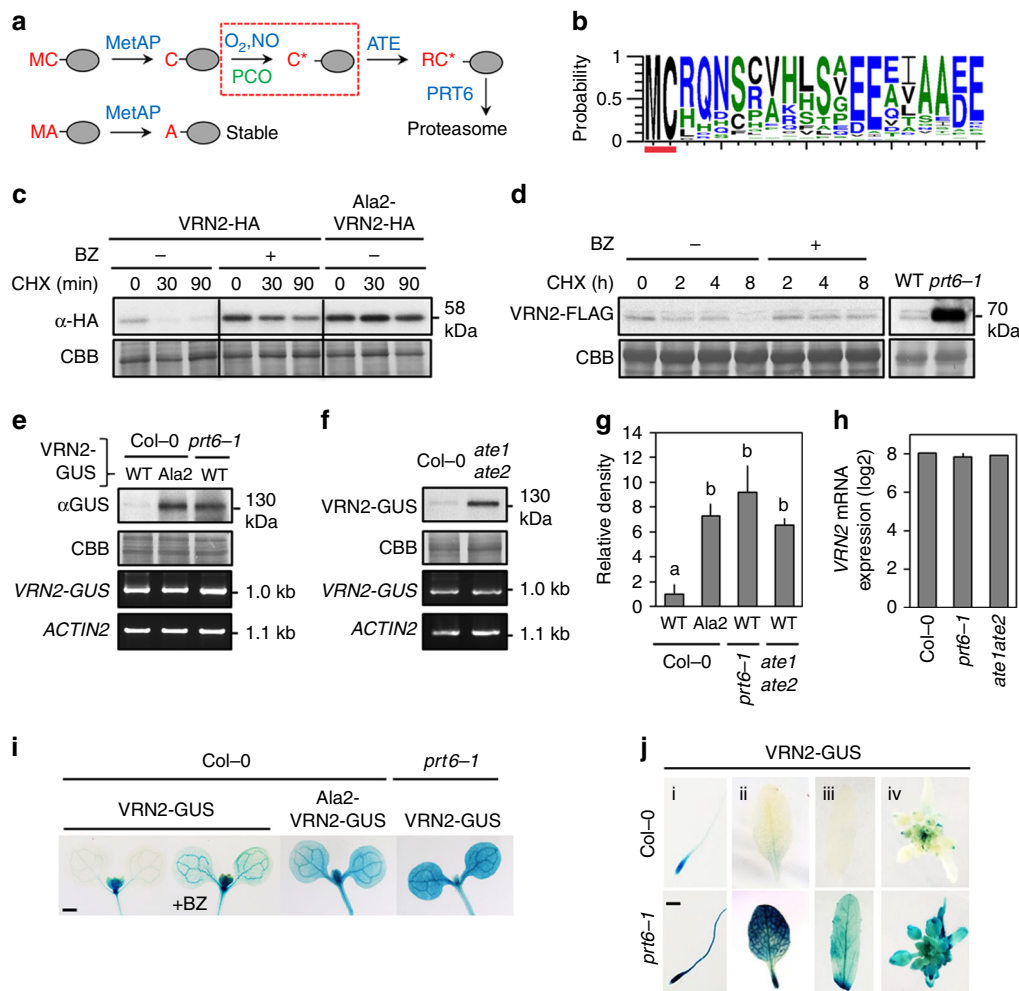 a
MC
MetAP
C
O2,NO
PCO
C*
ATE
RC*
PRT6
Proteasome
MA
MetAP
A
Stable
b
Probability
1
0.5
0
MC
c
VRN2-HA
Ala2-
VRN2-HA
BZ
– + –
CHX (min) 0 30 90 0 30 90 0 30 90
α-HA
58
kDa
CBB
d
BZ
– +
CHX (h) 0 2 4 8 2 4 8
WT prt6–1
VRN2-FLAG
70
kDa
CBB
e
VRN2-
GUS
Col–0 prt6–1
WT Ala2 WT
αGUS
130
kDa
CBB
VRN2-GUS
1.0 kb
ACTIN2
1.1 kb
f
Col–0
ate1
ate2
VRN2-GUS
130
kDa
CBB
VRN2-GUS
1.0 kb
ACTIN2
1.1 kb
g
Relative density
14
12
10
8
6
4
2
0
a
b
b
b
WT Ala2 WT WT
Col–0
prt6–1
ate1
ate2
h
VRN2 mRNA
expression (log2)
8
6
4
2
0
Col–0
prt6–1
ate1ate2
i
Col–0
prt6–1
VRN2-GUS
Ala2-
VRN2-GUS
VRN2-GUS
+BZ
j
VRN2-GUS
Col–0
i
ii
iii
iv
prt6–1